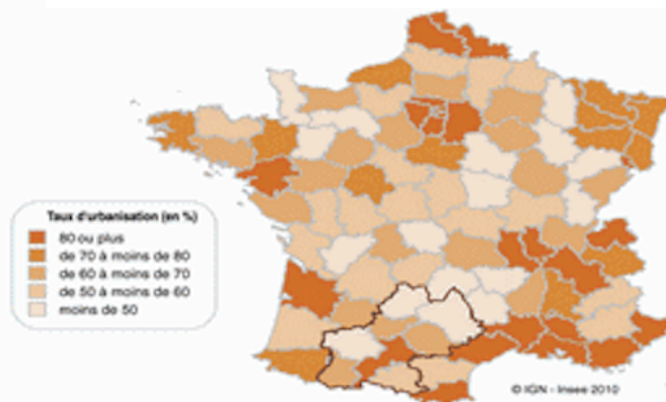 Taux d'urbanisation (en %)
80 ou plus
de 70 à moins de 80
de 60 à moins de 70
de 50 à moins de 60
moins de 50
© IGN - Insee 2010